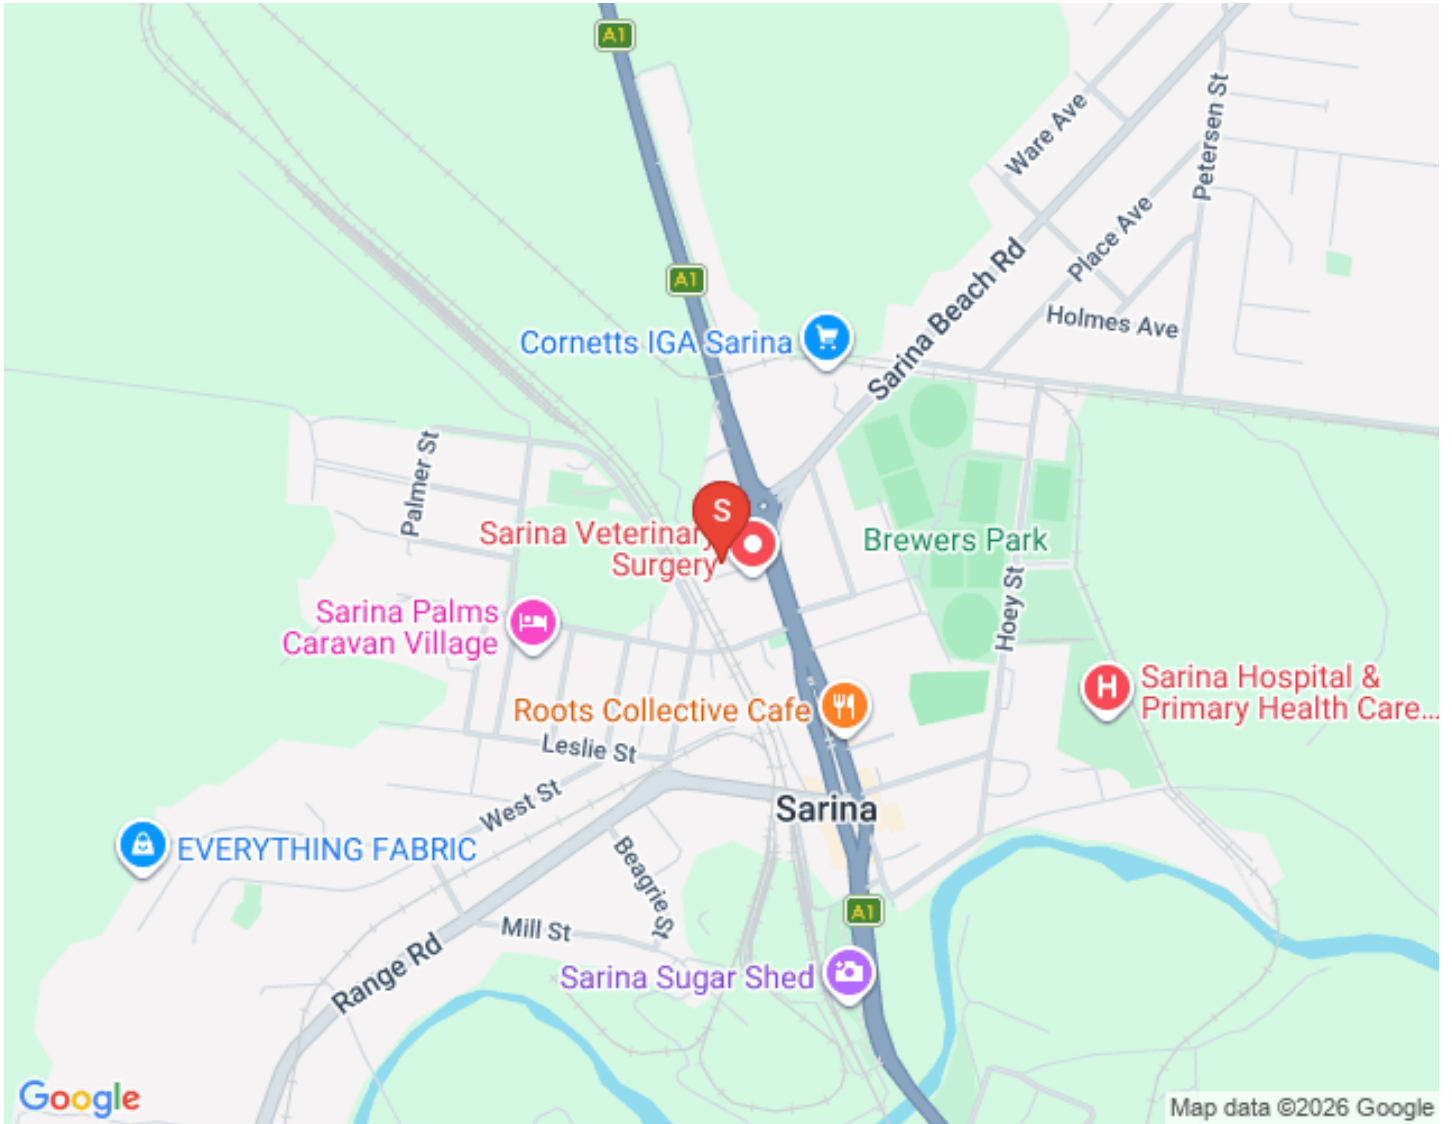 A1
Ware Ave
Petersen St
Place Ave
A1
Sarina Beach Rd
Holmes Ave
Cornetts IGA Sarina
Palmer St
S
Sarina Veterinary
Surgery
Brewers Park
Hoey St
Sarina Palms
Caravan Village
Sarina Hospital &
Primary Health Care...
H
Roots Collective Cafe
Leslie St
West St
Sarina
EVERYTHING FABRIC
Beagrie St
A1
Mill St
Range Rd
Sarina Sugar Shed
Google
Map data ©2026 Google